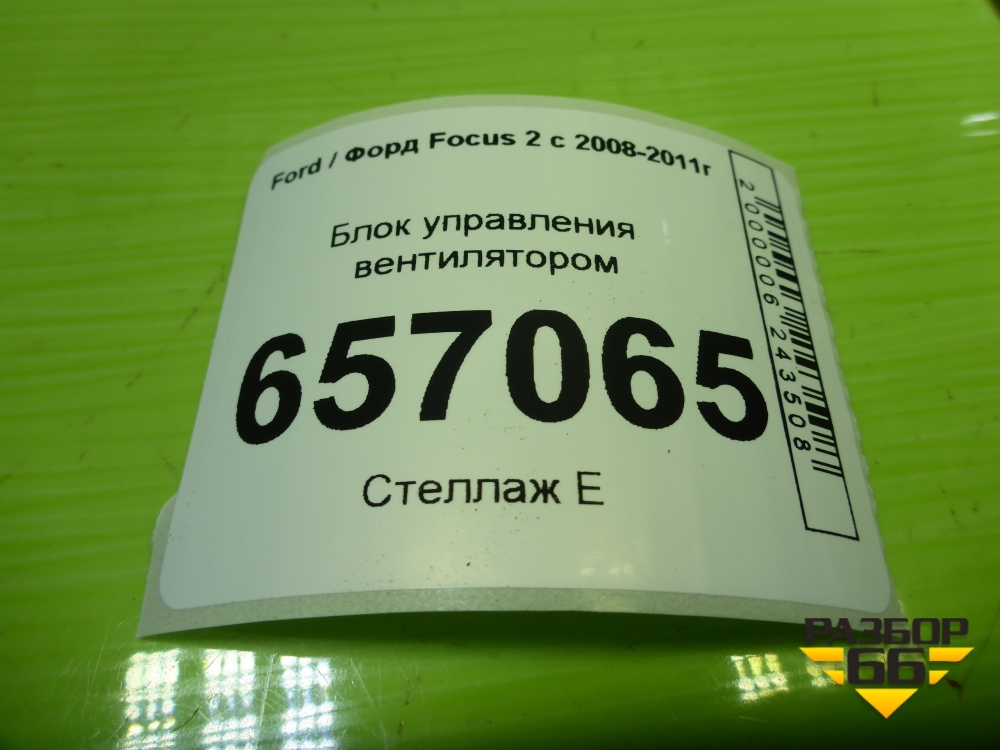 Ford / Форд Focus 2 с 2008-2011г
Блок управления
вентилятором
657065
Стеллаж Е
2000006243508
РАЗБОР
66